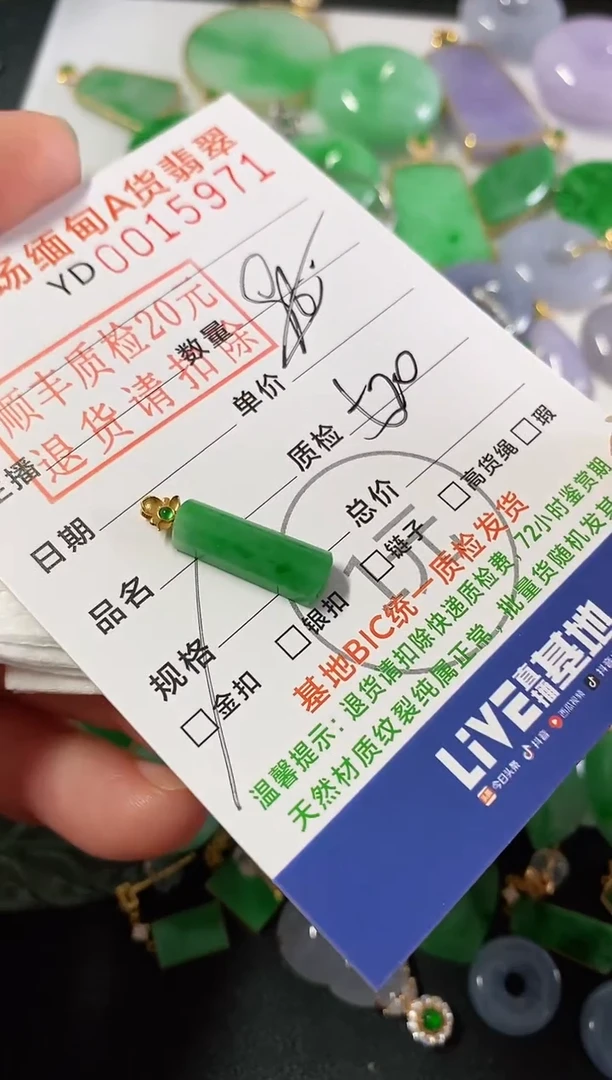 场缅甸A货翡翠
YD0015971
顺丰质检20元
退货请扣除
主播
数量
日期
单价
品名
质检
规格
总价
金扣
银扣
链子
高货绳
瑕
基地BIC统一质检发货
温馨提示：退货请扣除快递质检费，72小时鉴赏期
天然材质纹裂纯属正常，批量货随机发
LiVE直播基地
今日头条
抖音
西瓜视频
抖音